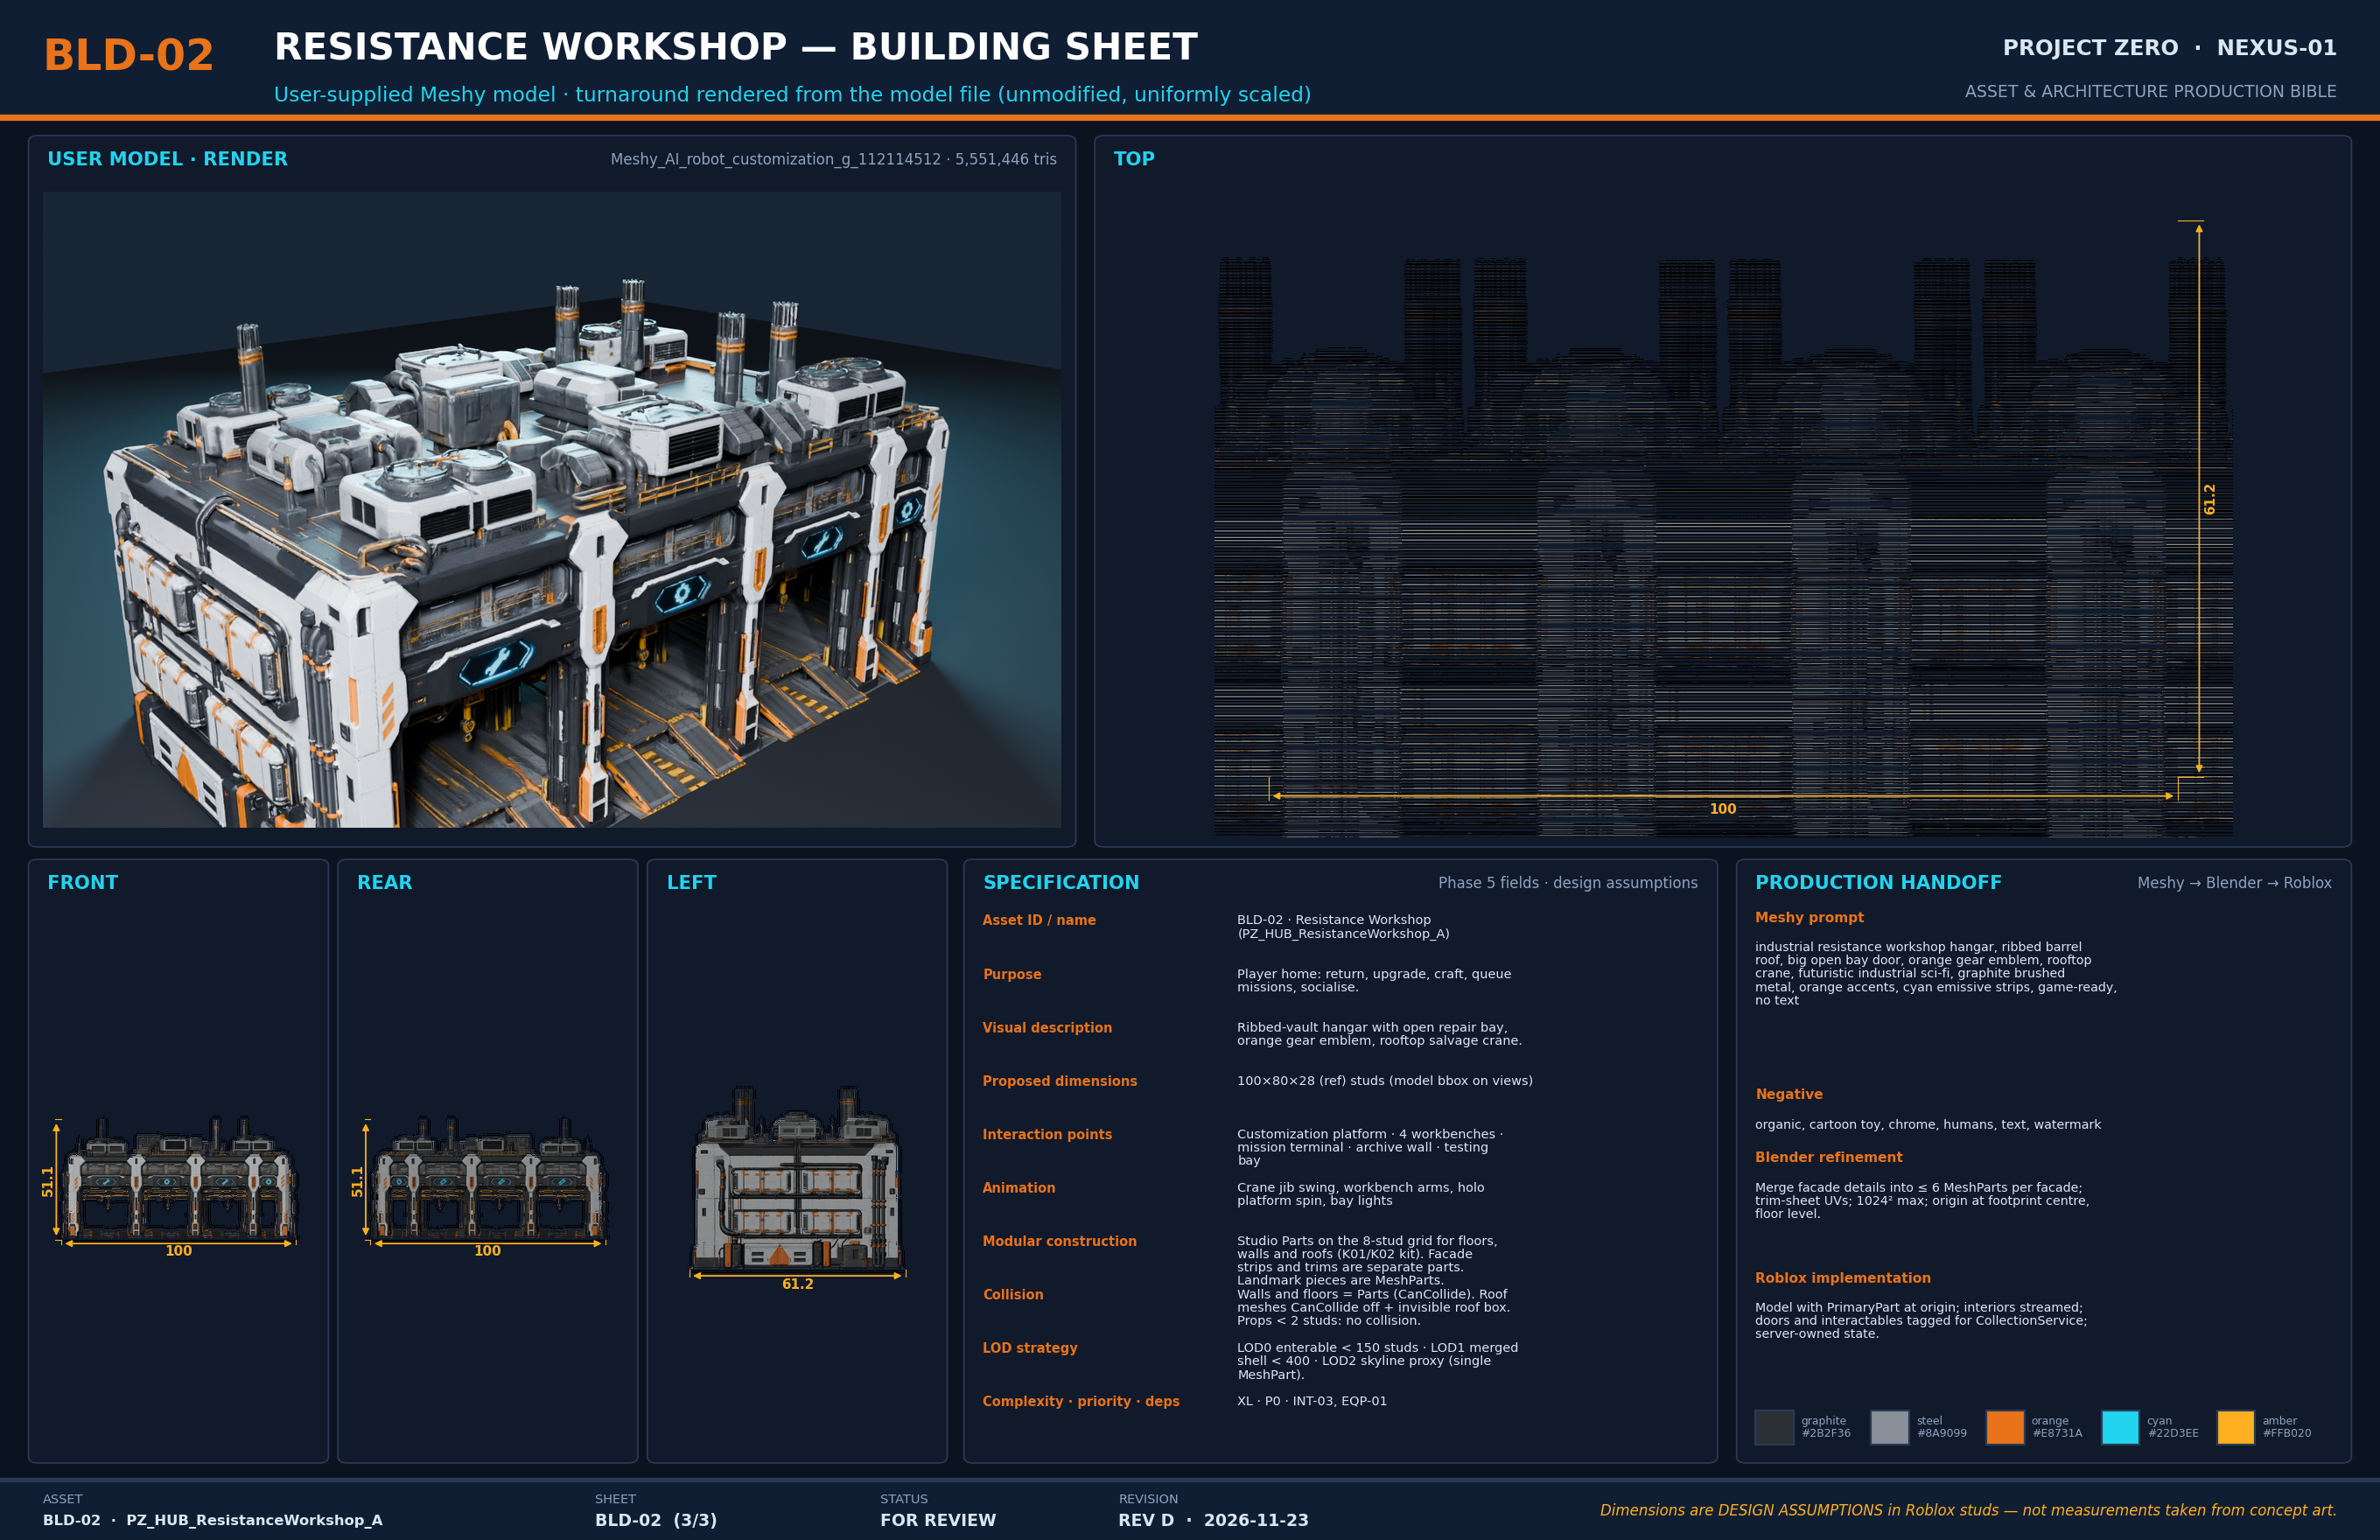 BLD-02
RESISTANCE WORKSHOP — BUILDING SHEET
User-supplied Meshy model · turnaround rendered from the model file (unmodified, uniformly scaled)
PROJECT ZERO · NEXUS-01
ASSET & ARCHITECTURE PRODUCTION BIBLE
USER MODEL · RENDER
Meshy_AI_robot_customization_g_112114512 · 5,551,446 tris
TOP
61.2
100
FRONT
51.1
100
REAR
51.1
100
LEFT
61.2
SPECIFICATION
Phase 5 fields · design assumptions
Asset ID / name
BLD-02 · Resistance Workshop
(PZ_HUB_ResistanceWorkshop_A)
Purpose
Player home: return, upgrade, craft, queue
missions, socialise.
Visual description
Ribbed-vault hangar with open repair bay,
orange gear emblem, rooftop salvage crane.
Proposed dimensions
100×80×28 (ref) studs (model bbox on views)
Interaction points
Customization platform · 4 workbenches ·
mission terminal · archive wall · testing
bay
Animation
Crane jib swing, workbench arms, holo
platform spin, bay lights
Modular construction
Studio Parts on the 8-stud grid for floors,
walls and roofs (K01/K02 kit). Facade
strips and trims are separate parts.
Landmark pieces are MeshParts.
Collision
Walls and floors = Parts (CanCollide). Roof
meshes CanCollide off + invisible roof box.
Props < 2 studs: no collision.
LOD strategy
LOD0 enterable < 150 studs · LOD1 merged
shell < 400 · LOD2 skyline proxy (single
MeshPart).
Complexity · priority · deps
XL · P0 · INT-03, EQP-01
PRODUCTION HANDOFF
Meshy → Blender → Roblox
Meshy prompt
industrial resistance workshop hangar, ribbed barrel
roof, big open bay door, orange gear emblem, rooftop
crane, futuristic industrial sci-fi, graphite brushed
metal, orange accents, cyan emissive strips, game-ready,
no text
Negative
organic, cartoon toy, chrome, humans, text, watermark
Blender refinement
Merge facade details into ≤ 6 MeshParts per facade;
trim-sheet UVs; 1024² max; origin at footprint centre,
floor level.
Roblox implementation
Model with PrimaryPart at origin; interiors streamed;
doors and interactables tagged for CollectionService;
server-owned state.
graphite
#2B2F36
steel
#8A9099
orange
#E8731A
cyan
#22D3EE
amber
#FFB020
ASSET
BLD-02 · PZ_HUB_ResistanceWorkshop_A
SHEET
BLD-02 (3/3)
STATUS
FOR REVIEW
REVISION
REV D · 2026-11-23
Dimensions are DESIGN ASSUMPTIONS in Roblox studs — not measurements taken from concept art.